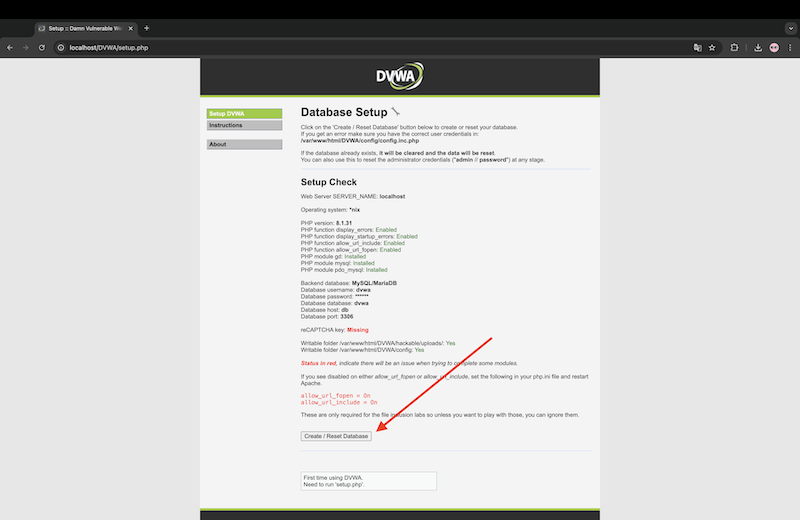 Setup :: Damn Vulnerable We
localhost/DVWA/setup.php
DVWA
Setup DVWA
Instructions
About
Database Setup
Click on the 'Create / Reset Database' button below to create or reset your database.
If you get an error make sure you have the correct user credentials in:
/var/www/html/DVWA/config/config.inc.php
If the database already exists, it will be cleared and the data will be reset.
You can also use this to reset the administrator credentials ("admin // password") at any stage.
Setup Check
Web Server SERVER_NAME: localhost
Operating system: *nix
PHP version: 8.1.31
PHP function display_errors: Enabled
PHP function display_startup_errors: Enabled
PHP function allow_url_include: Enabled
PHP function allow_url_fopen: Enabled
PHP module gd: Installed
PHP module mysql: Installed
PHP module pdo_mysql: Installed
Backend database: MySQL/MariaDB
Database username: dvwa
Database password: ******
Database database: dvwa
Database host: db
Database port: 3306
reCAPTCHA key: Missing
Writable folder /var/www/html/DVWA/hackable/uploads/: Yes
Writable folder /var/www/html/DVWA/config: Yes
Status in red, indicate there will be an issue when trying to complete some modules.
If you see disabled on either allow_url_fopen or allow_url_include, set the following in your php.ini file and restart
Apache.
allow_url_fopen = On
allow_url_include = On
These are only required for the file inclusion labs so unless you want to play with those, you can ignore them.
Create / Reset Database
First time using DVWA.
Need to run 'setup.php'.